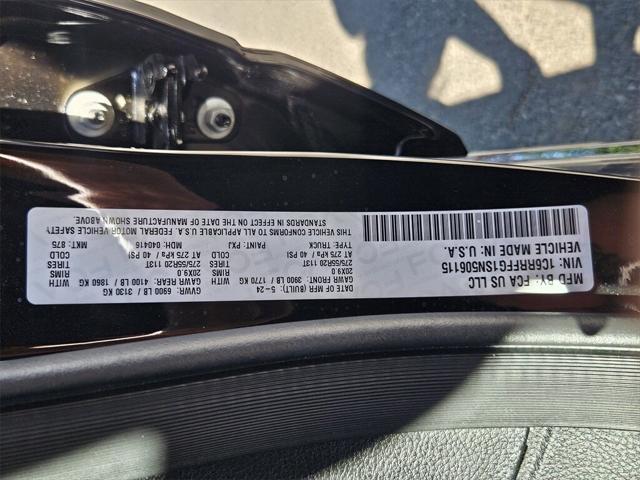 MFD BY: FCA US LLC
DATE OF MFR (BUILT): 5-24
GVWR: 6900 LB / 3130 KG
GAWR FRONT: 3900 LB / 1770 KG WITH
GAWR REAR: 4100 LB / 1860 KG WITH
20X9.0 RIMS
20X9.0 RIMS
275/55R20 113T TIRES
275/55R20 113T TIRES
AT 275 kPa / 40 PSI COLD
AT 275 kPa / 40 PSI COLD
VIN: 1C6RRFFG1SN506115
TYPE: TRUCK
PAINT: PXJ
MDH:
MKT: 875
VEHICLE MADE IN: U.S.A.
THIS VEHICLE CONFORMS TO ALL APPLICABLE U.S.A. FEDERAL MOTOR VEHICLE SAFETY
STANDARDS IN EFFECT ON THE DATE OF MANUFACTURE SHOWN ABOVE.